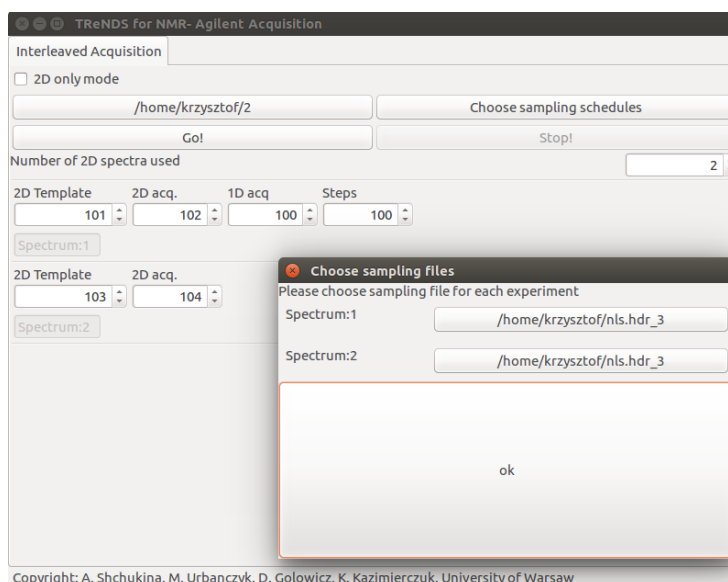 TReNDS for NMR- Agilent Acquisition
Interleaved Acquisition
2D only mode
/home/krzysztof/2 Choose sampling schedules
Go! Stop!
Number of 2D spectra used 2
2D Template 2D acq. 1D acq Steps
101 102 100 100
Spectrum:1
2D Template 2D acq.
103 104
Spectrum:2
Choose sampling files
Please choose sampling file for each experiment
Spectrum:1 /home/krzysztof/nls.hdr_3
Spectrum:2 /home/krzysztof/nls.hdr_3
ok
Copyright: A. Shchukina, M. Urbanczyk, D. Golowicz, K. Kazimierczuk, University of Warsaw